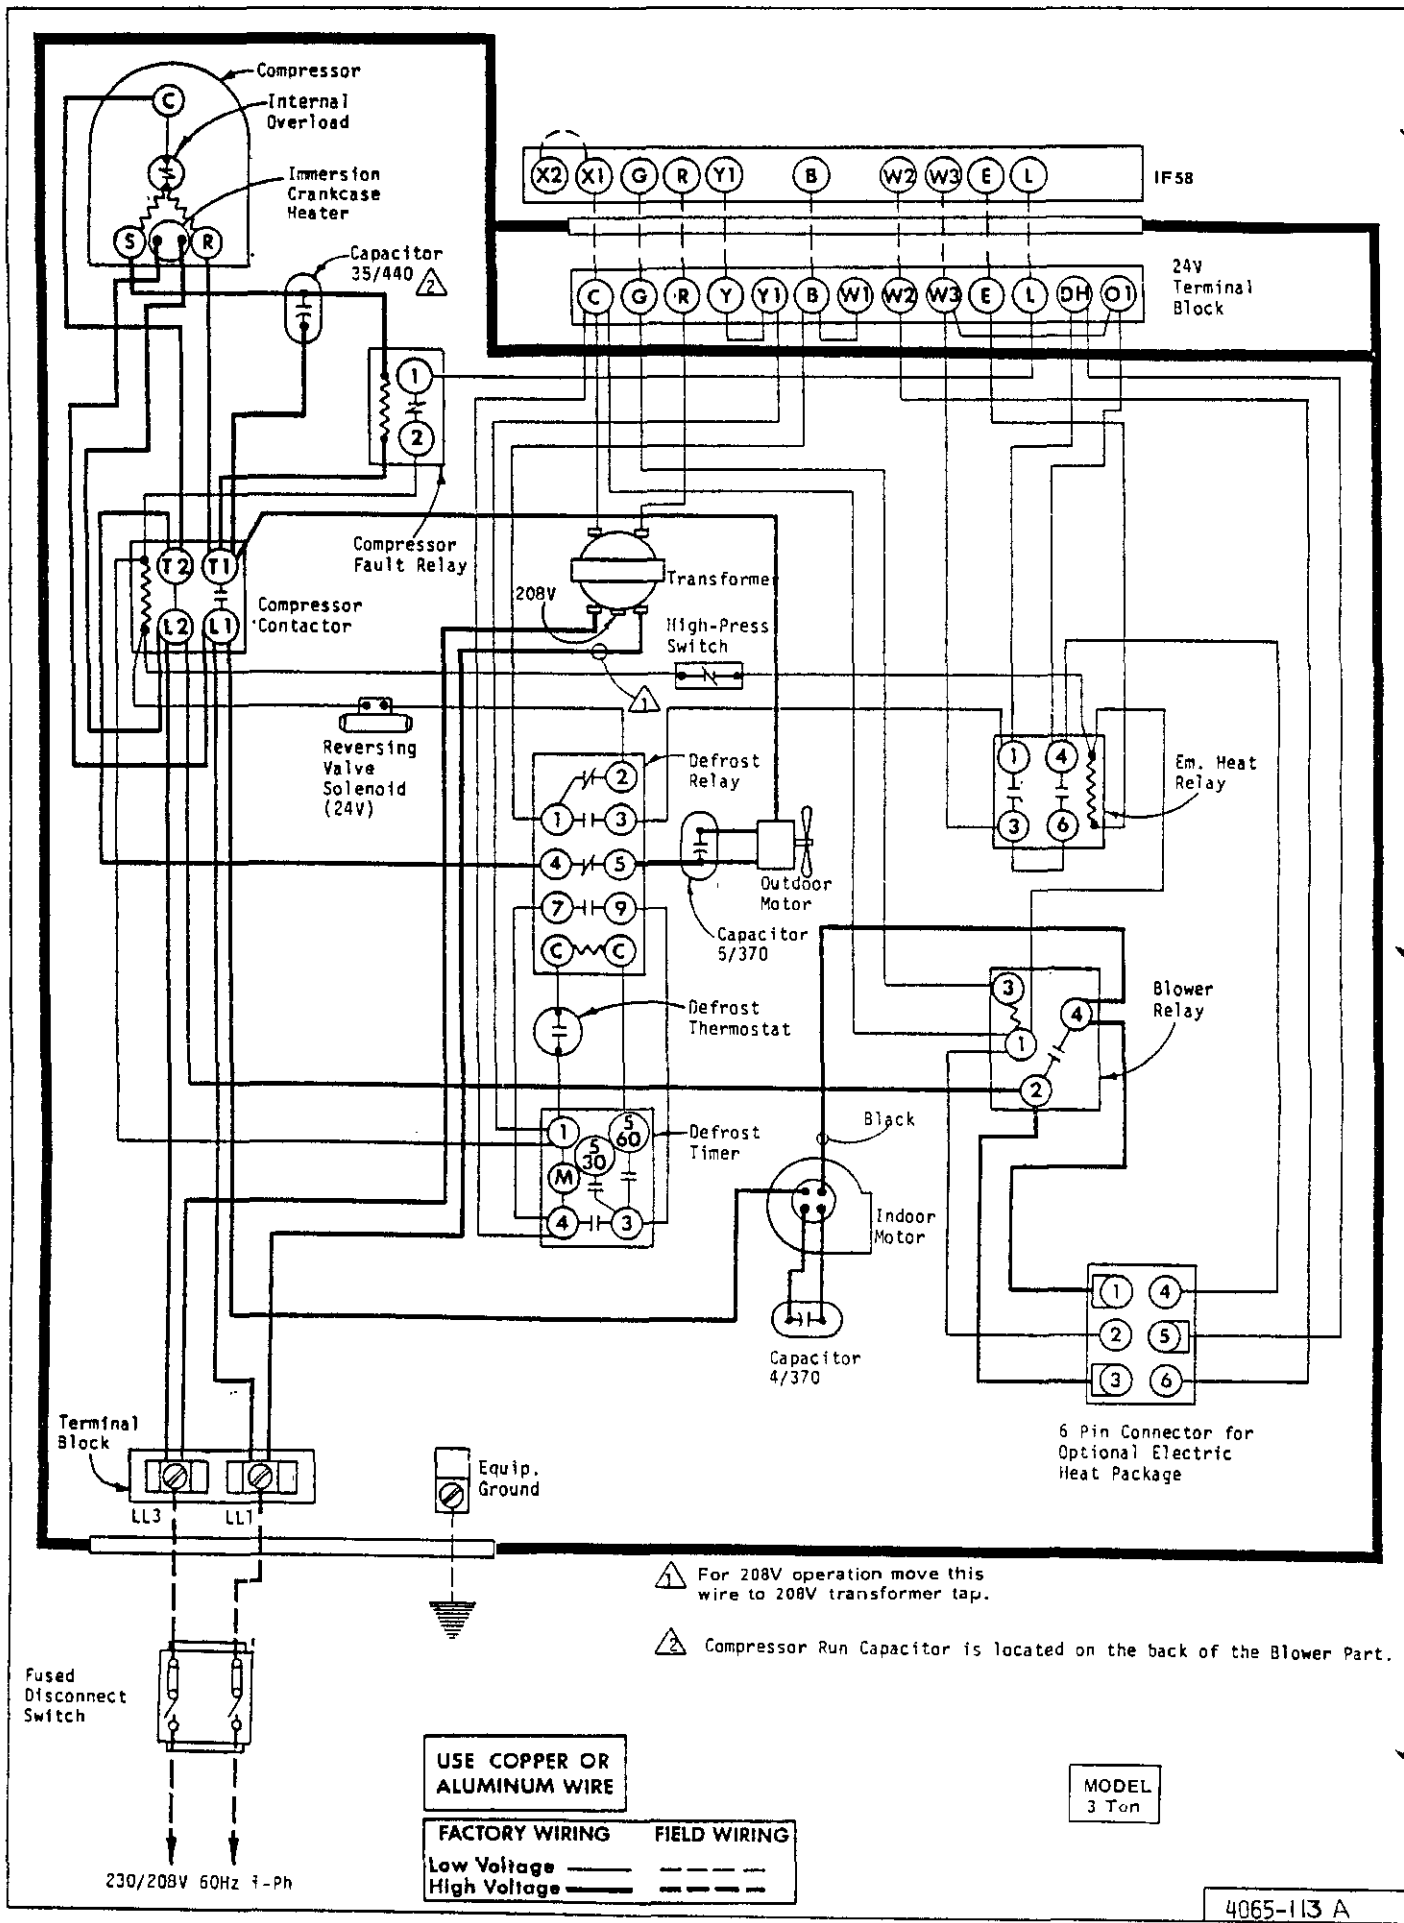 Compressor
C
Internal
Overload
Immersion
Crankcase
Heater
S
R
Capacitor
35/440 2
X2 X1 G R Y1 B W2 W3 E L
IF58
24V
Terminal
Block
C G R Y Y1 B W1 W2 W3 E L DH O1
1
2
Compressor
Fault Relay
T2 T1
L2 L1
Compressor
Contactor
208V
Transformer
High-Press
Switch
1
Reversing
Valve
Solenoid
(24V)
Defrost
Relay
2
1 3
4 5
7 9
C C
Outdoor
Motor
Capacitor
5/370
1 4
3 6
Em. Heat
Relay
Defrost
Thermostat
3
4
1
2
Blower
Relay
Black
1
5
60
5
30
M
4 3
Defrost
Timer
Indoor
Motor
Capacitor
4/370
1 4
2 5
3 6
6 Pin Connector for
Optional Electric
Heat Package
Terminal
Block
LL3 LL1
Equip.
Ground
1 For 208V operation move this
wire to 208V transformer tap.
2 Compressor Run Capacitor is located on the back of the Blower Part.
Fused
Disconnect
Switch
230/208V 60Hz 1-Ph
USE COPPER OR
ALUMINUM WIRE
FACTORY WIRING FIELD WIRING
Low Voltage
High Voltage
MODEL
3 Ton
4065-113 A